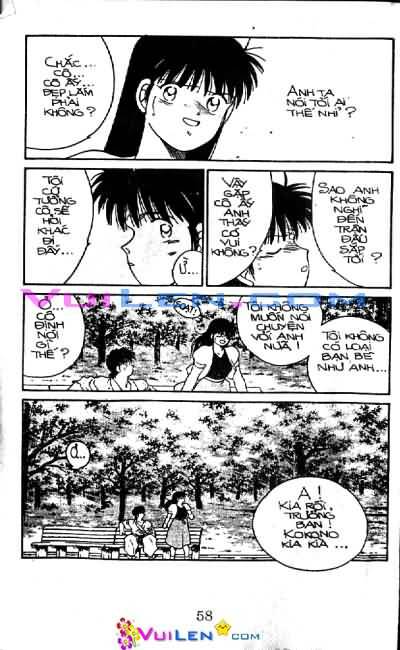 CHẮC...
CÔ...
CÔ ẤY...
ĐẸP LẮM
PHẢI
KHÔNG?
ANH TA
NÓI TỚI AI
THẾ NHỈ?
TÔI
CỨ
TƯỞNG
CÔ SẼ
HỎI
KHÁC
ĐI
ĐẤY...
Ừ...
VẬY
GẶP
CÔ ẤY
ANH
THẤY
CÓ
VUI
KHÔNG?
SAO ANH
KHÔNG
NGHĨ
ĐẾN
TRẬN
ĐẤU
SẮP
TỚI?
Ơ...
CÔ
ĐỊNH
NÓI
GÌ
THẾ?
TÔI KHÔNG
MUỐN NÓI
CHUYỆN
VỚI ANH
NỮA!
TÔI KHÔNG
CÓ LOẠI
BẠN BÈ
NHƯ ANH...
A!
KÌA RỒI,
TRƯỞNG
BAN!
KOKONO
KÌA KÌA...
58
VUILEN.COM
VUILEN.COM